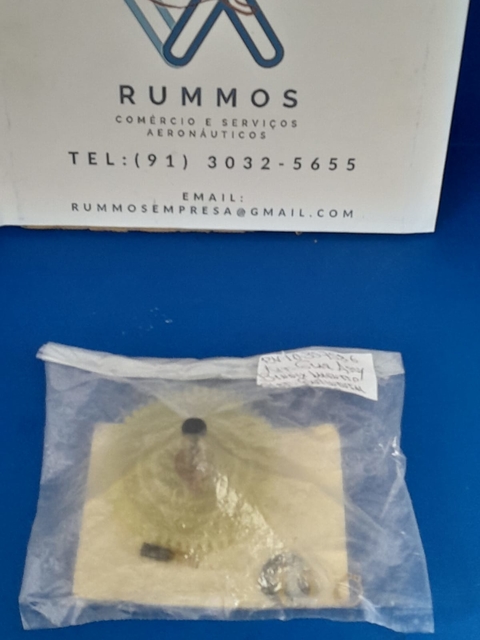 RUMMOS
COMÉRCIO E SERVIÇOS
AERONÁUTICOS
TEL:(91) 3032-5655
EMAIL:
RUMMOSEMPRESA@GMAIL.COM